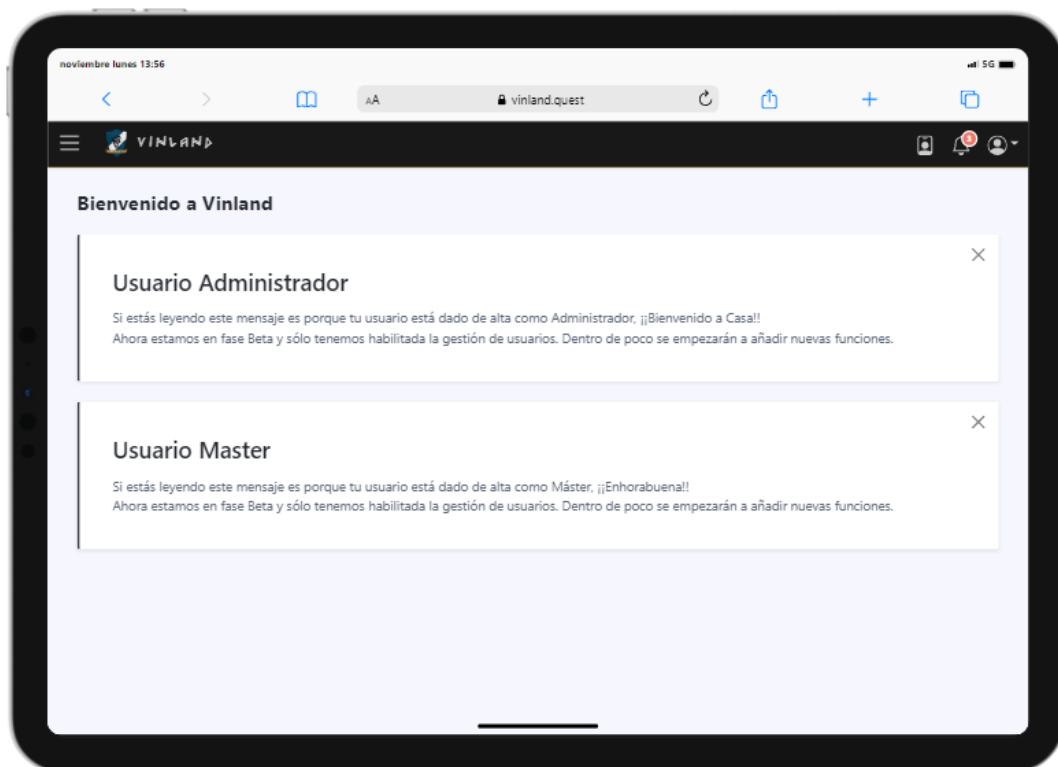 noviembre lunes 13:56
5G
AA vinland.quest
VINLAND
3
Bienvenido a Vinland
Usuario Administrador
Si estás leyendo este mensaje es porque tu usuario está dado de alta como Administrador, ¡¡Bienvenido a Casa!!
Ahora estamos en fase Beta y sólo tenemos habilitada la gestión de usuarios. Dentro de poco se empezarán a añadir nuevas funciones.
Usuario Master
Si estás leyendo este mensaje es porque tu usuario está dado de alta como Máster, ¡¡Enhorabuena!!
Ahora estamos en fase Beta y sólo tenemos habilitada la gestión de usuarios. Dentro de poco se empezarán a añadir nuevas funciones.